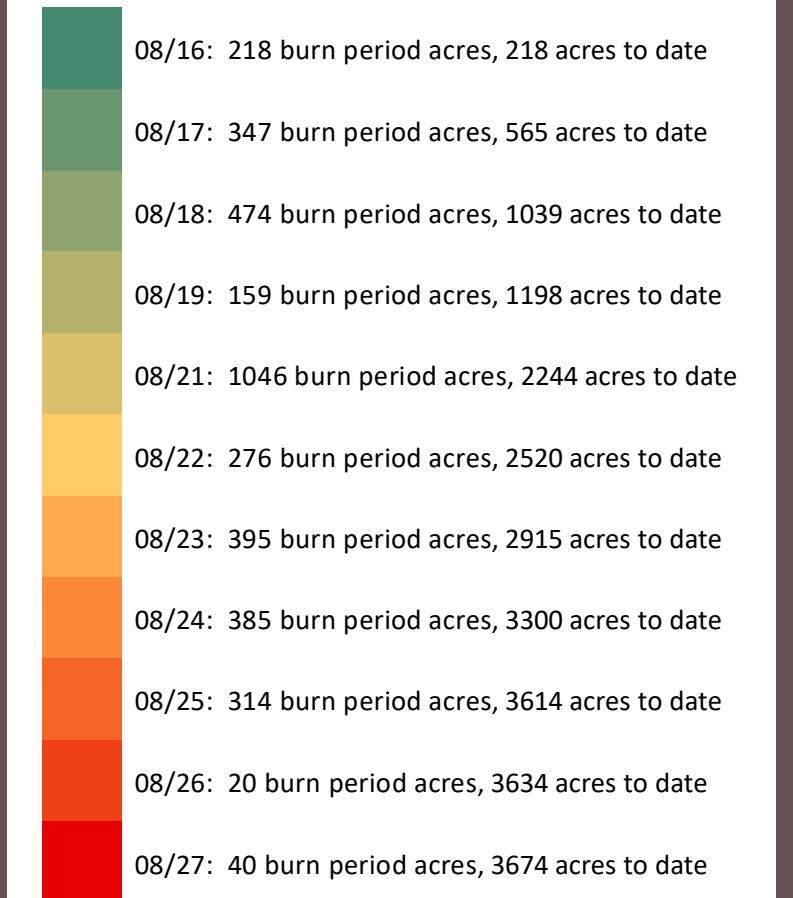 08/16: 218 burn period acres, 218 acres to date
08/17: 347 burn period acres, 565 acres to date
08/18: 474 burn period acres, 1039 acres to date
08/19: 159 burn period acres, 1198 acres to date
08/21: 1046 burn period acres, 2244 acres to date
08/22: 276 burn period acres, 2520 acres to date
08/23: 395 burn period acres, 2915 acres to date
08/24: 385 burn period acres, 3300 acres to date
08/25: 314 burn period acres, 3614 acres to date
08/26: 20 burn period acres, 3634 acres to date
08/27: 40 burn period acres, 3674 acres to date